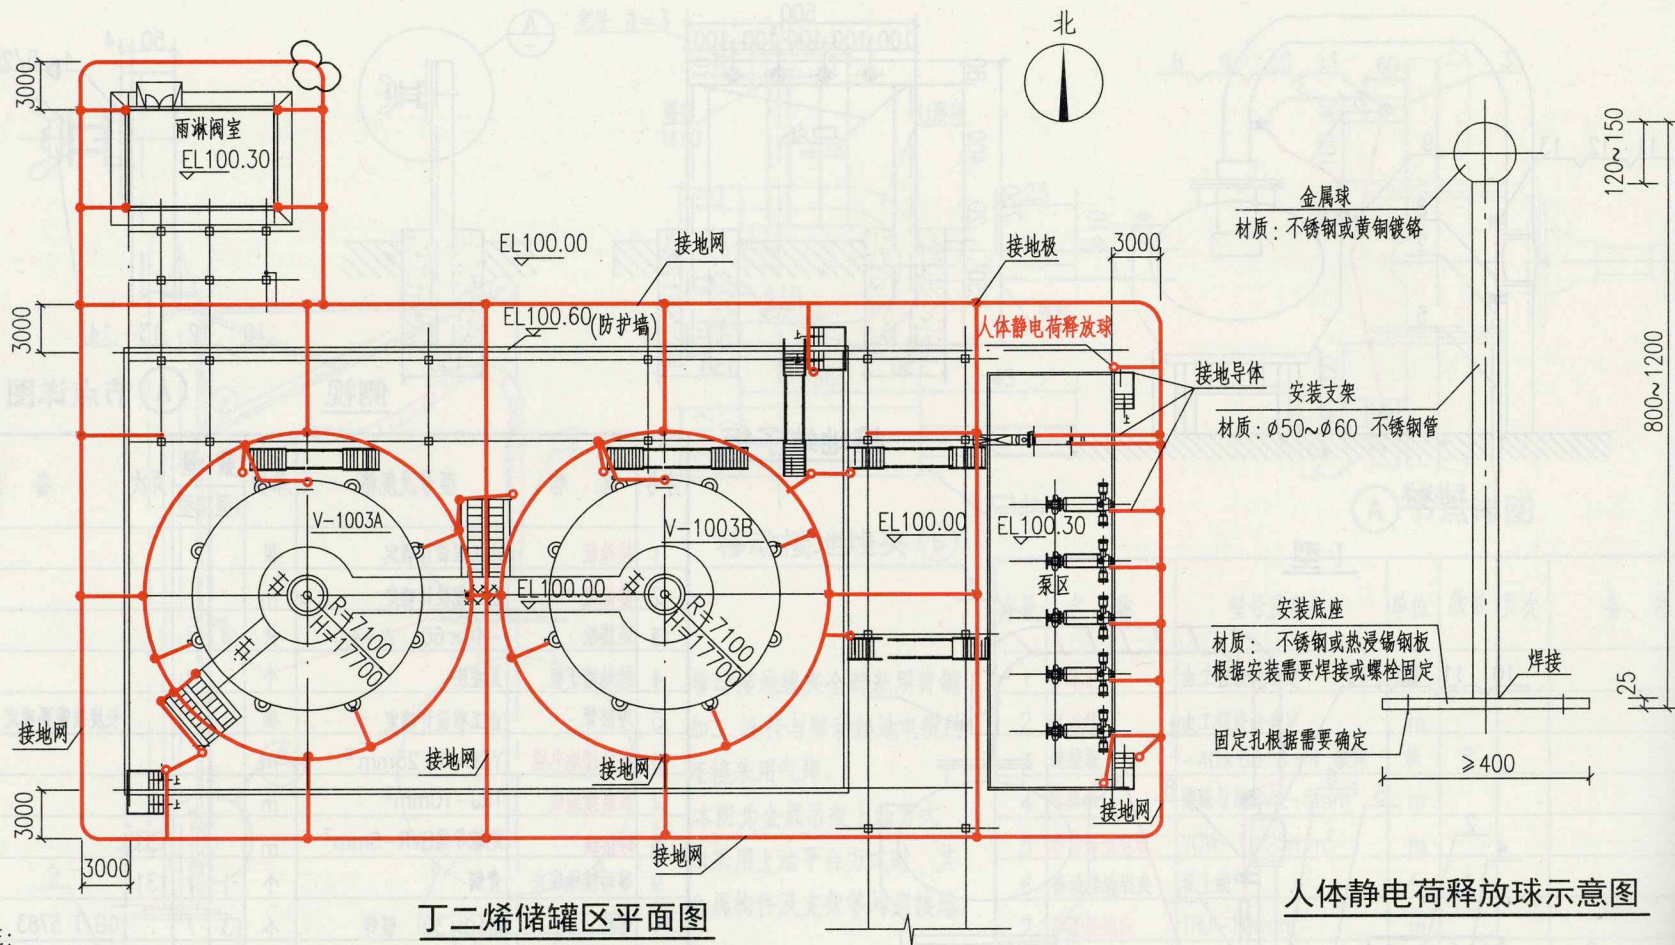 北
3000
雨淋阀室
EL100.30
120~150
金属球
材质：不锈钢或黄铜镀铬
EL100.00
接地网
接地极
3000
3000
EL100.60(防护墙)
人体静电荷释放球
接地导体
安装支架
材质：ø50~ø60 不锈钢管
800~1200
V-1003A
V-1003B
EL100.00
EL100.30
EL100.00
泵区
R=7100
H=17700
R=7100
H=17700
井
井
井
上
上
上
上
上
安装底座
材质：不锈钢或热浸锡钢板
根据安装需要焊接或螺栓固定
焊接
25
固定孔根据需要确定
≥400
接地网
接地网
接地网
接地网
接地网
3000
3000
丁二烯储罐区平面图
人体静电荷释放球示意图